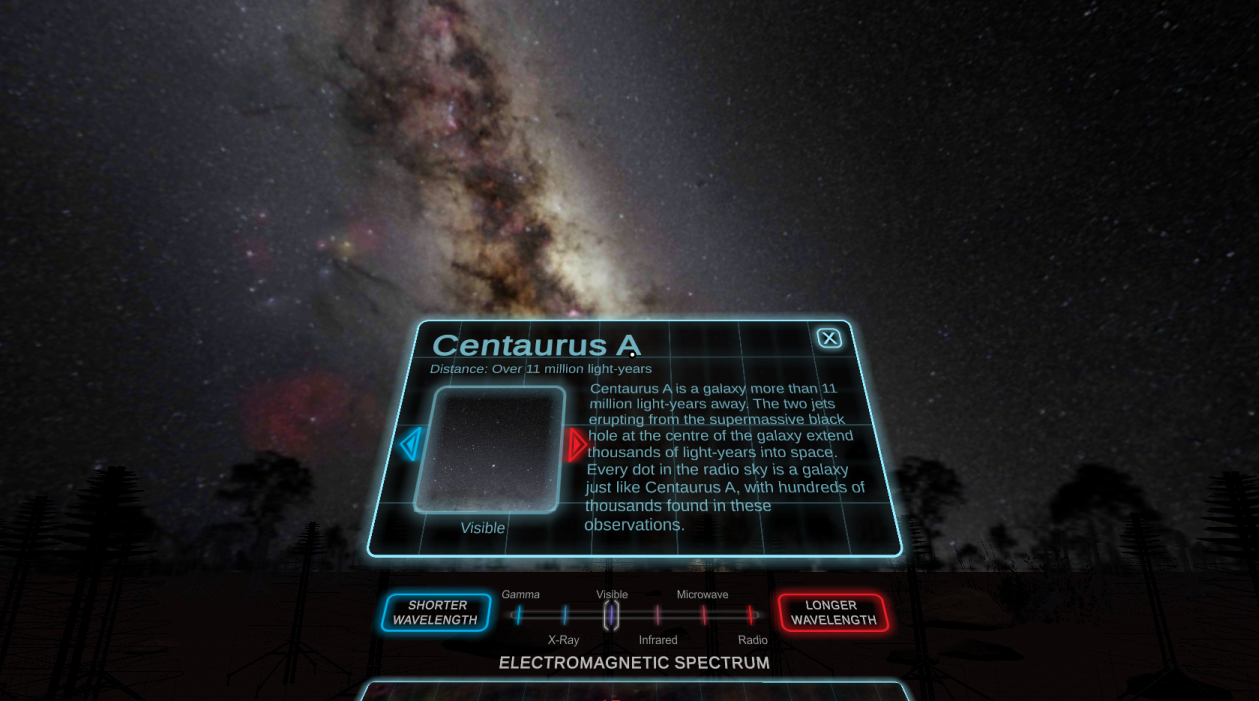 Centaurus A
X
Distance: Over 11 million light-years
Centaurus A is a galaxy more than 11
million light-years away. The two jets
erupting from the supermassive black
hole at the centre of the galaxy extend
thousands of light-years into space.
Every dot in the radio sky is a galaxy
just like Centaurus A, with hundreds of
thousands found in these
observations.
Visible
SHORTER
WAVELENGTH
Gamma
Visible
Microwave
X-Ray
Infrared
Radio
LONGER
WAVELENGTH
ELECTROMAGNETIC SPECTRUM